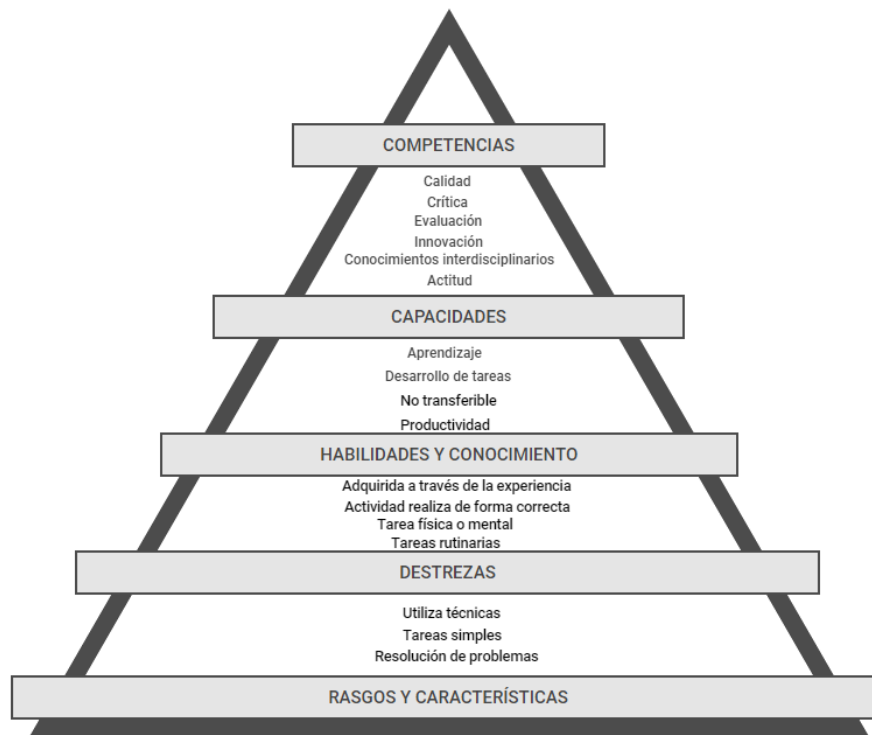 COMPETENCIAS
Calidad
Crítica
Evaluación
Innovación
Conocimientos interdisciplinarios
Actitud
CAPACIDADES
Aprendizaje
Desarrollo de tareas
No transferible
Productividad
HABILIDADES Y CONOCIMIENTO
Adquirida a través de la experiencia
Actividad realiza de forma correcta
Tarea física o mental
Tareas rutinarias
DESTREZAS
Utiliza técnicas
Tareas simples
Resolución de problemas
RASGOS Y CARACTERÍSTICAS